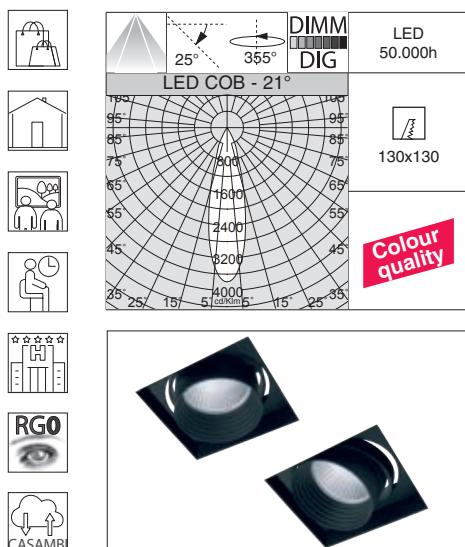 25°
355°
DIMM
DIG
LED
50.000h
LED COB - 21°
130x130
105° 105°
95° 95°
85° 85°
75° 75°
800
65° 65°
1600
55° 55°
2400
45° 45°
3200
4000
35° 25° 15° 5° cd/Klm 5° 15° 25° 35°
Colour
quality
H
RG0
CASAMBI